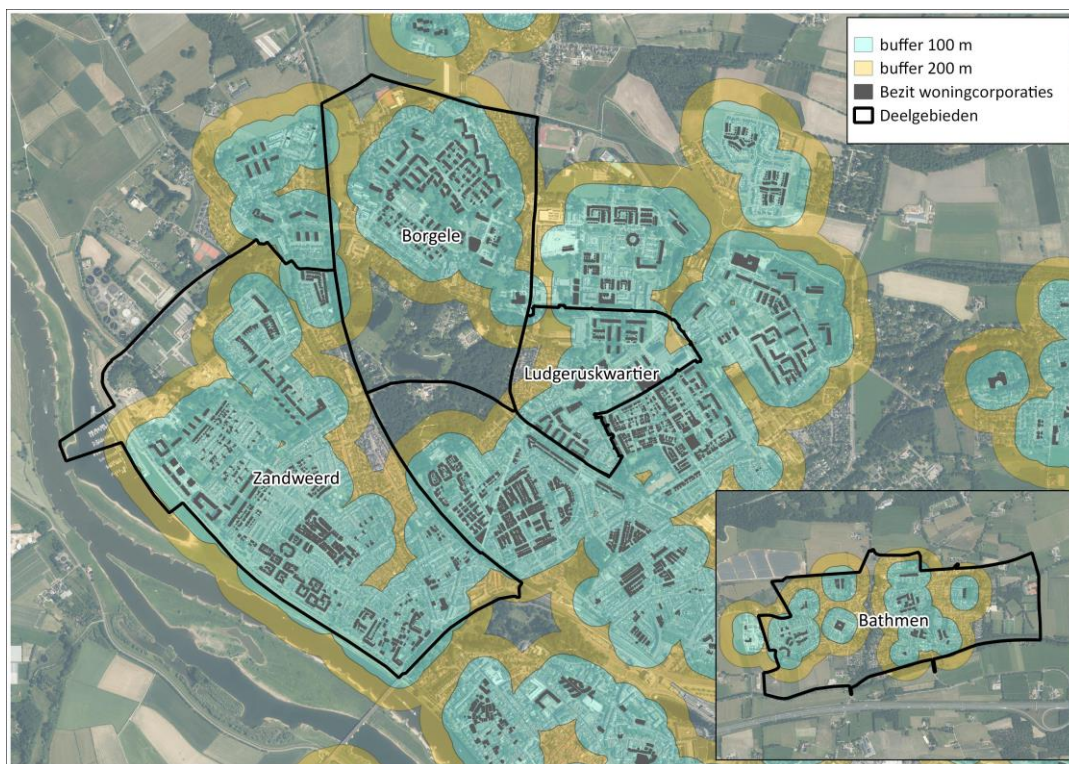 buffer 100 m
buffer 200 m
Bezit woningcorporaties
Deelgebieden
Borgele
Ludgeruskwartier
Zandweerd
Bathmen